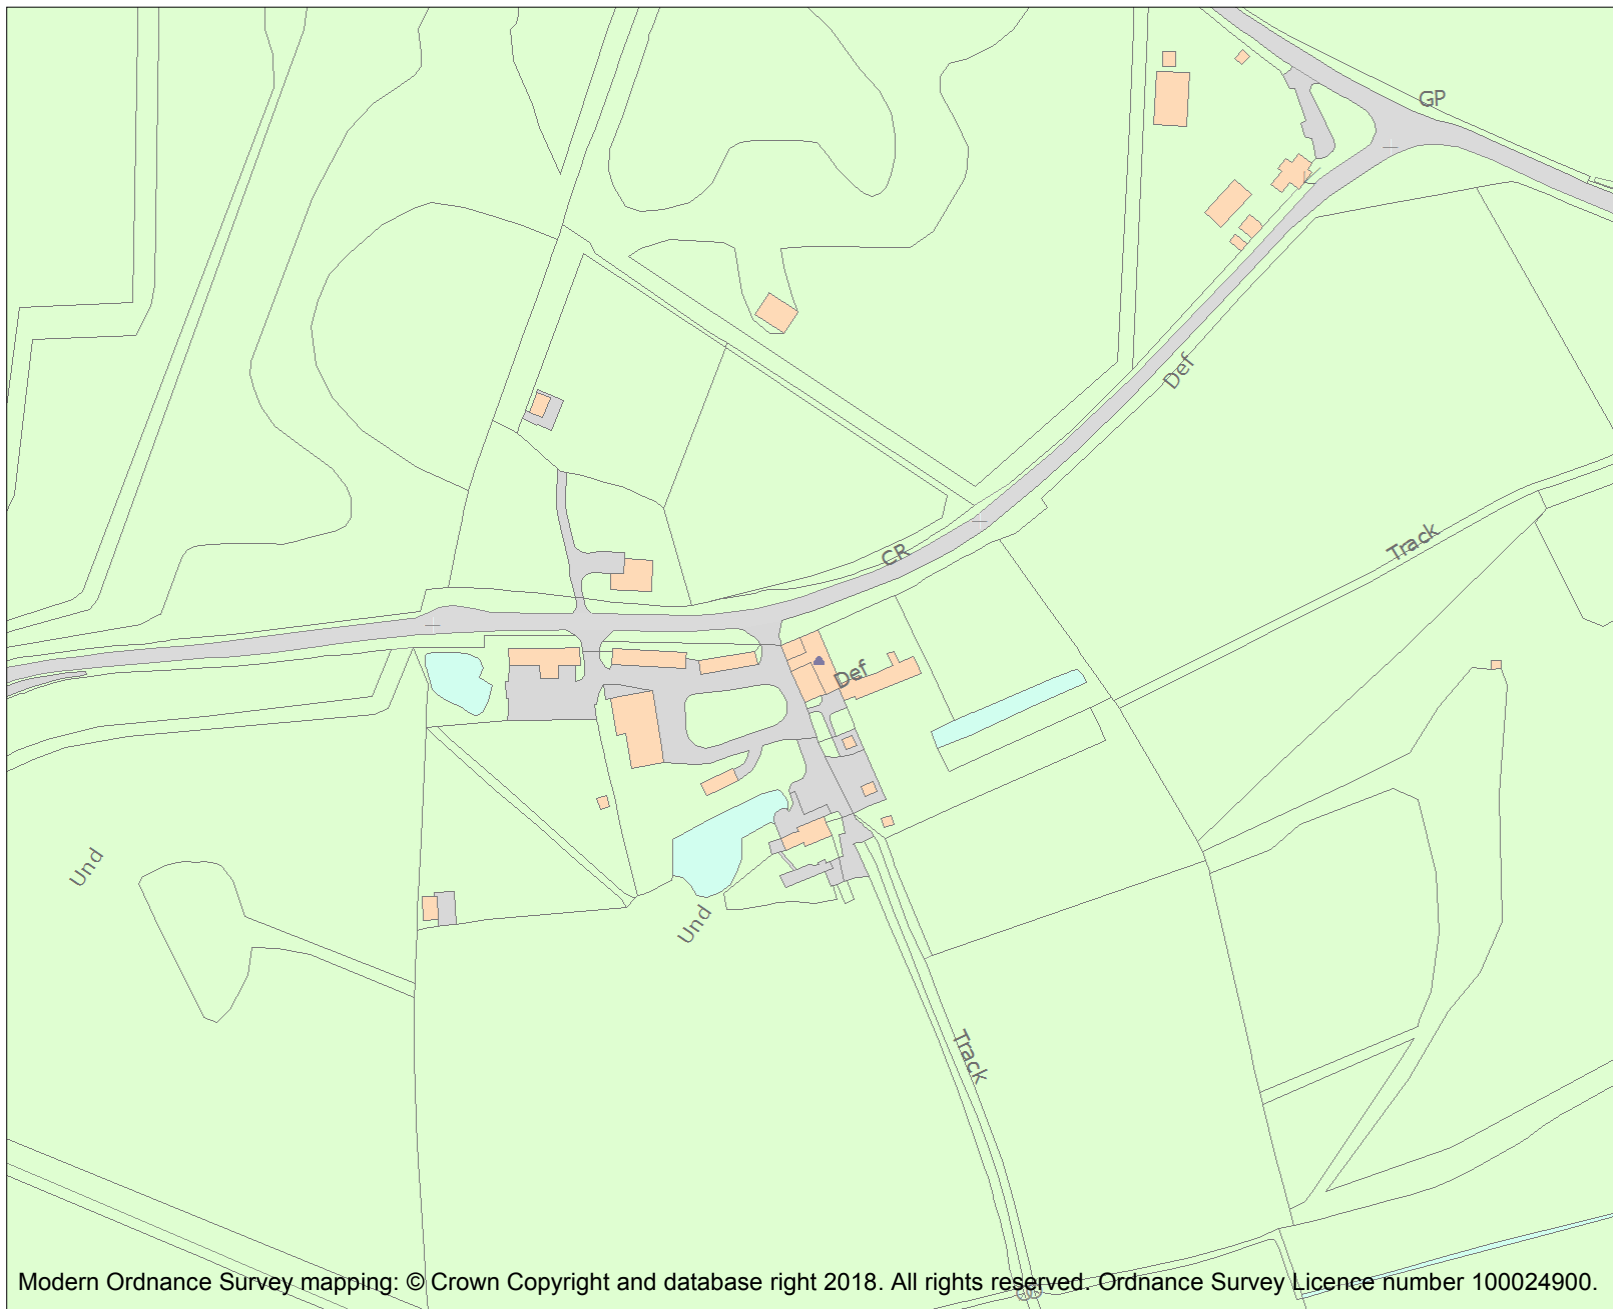 GP
Def
CR
Track
Def
Und
Und
Track
Modern Ordnance Survey mapping: © Crown Copyright and database right 2018. All rights reserved. Ordnance Survey Licence number 100024900.